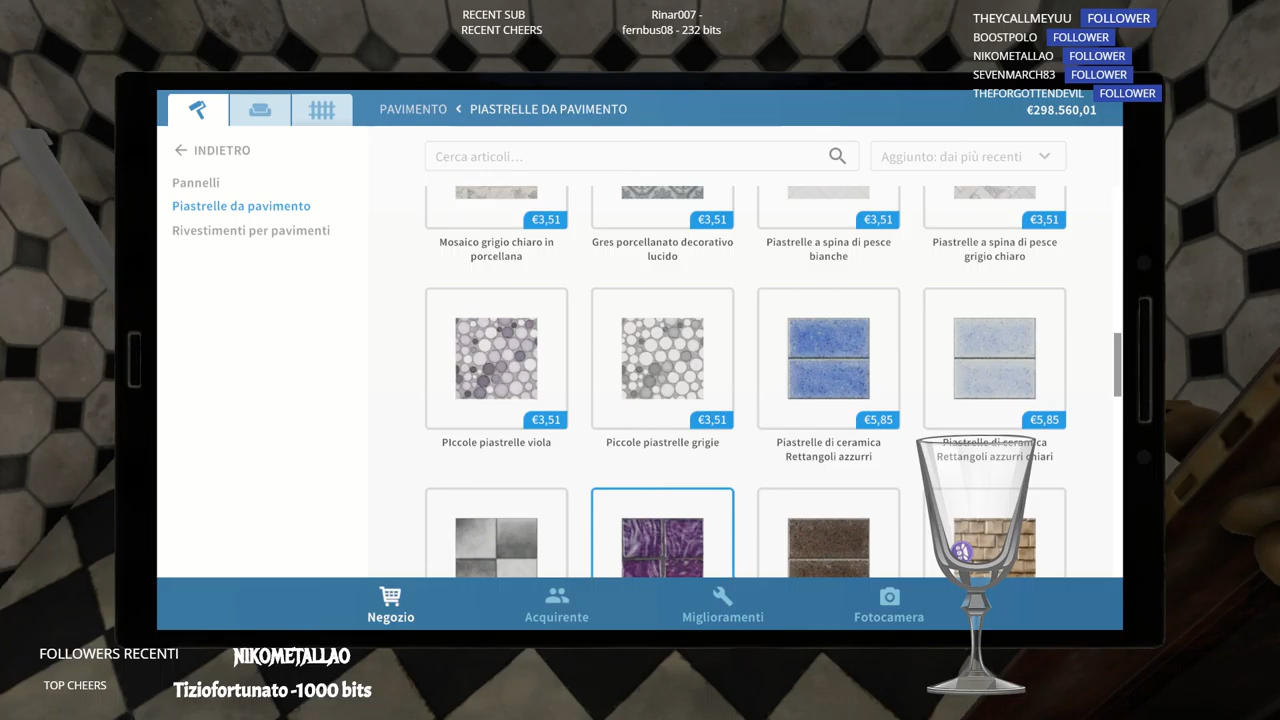 RECENT SUB
RECENT CHEERS
Rinar007 -
fernbus08 - 232 bits
THEYCALLMEYUU FOLLOWER
BOOSTPOLO FOLLOWER
NIKOMETALLAO FOLLOWER
SEVENMARCH83 FOLLOWER
THEFORGOTTENDEVIL FOLLOWER
€298.560,01
PAVIMENTO < PIASTRELLE DA PAVIMENTO
← INDIETRO
Pannelli
Piastrelle da pavimento
Rivestimenti per pavimenti
Cerca articoli...
Aggiunto: dai più recenti
€3,51 €3,51 €3,51 €3,51
Mosaico grigio chiaro in
porcellana
Gres porcellanato decorativo
lucido
Piastrelle a spina di pesce
bianche
Piastrelle a spina di pesce
grigio chiaro
€3,51 €3,51 €5,85 €5,85
PIccole piastrelle viola
Piccole piastrelle grigie
Piastrelle di ceramica
Rettangoli azzurri
Piastrelle di ceramica
Rettangoli azzurri chiari
Negozio
Acquirente
Miglioramenti
Fotocamera
FOLLOWERS RECENTI NIKOMETALLAO
TOP CHEERS Tiziofortunato -1000 bits